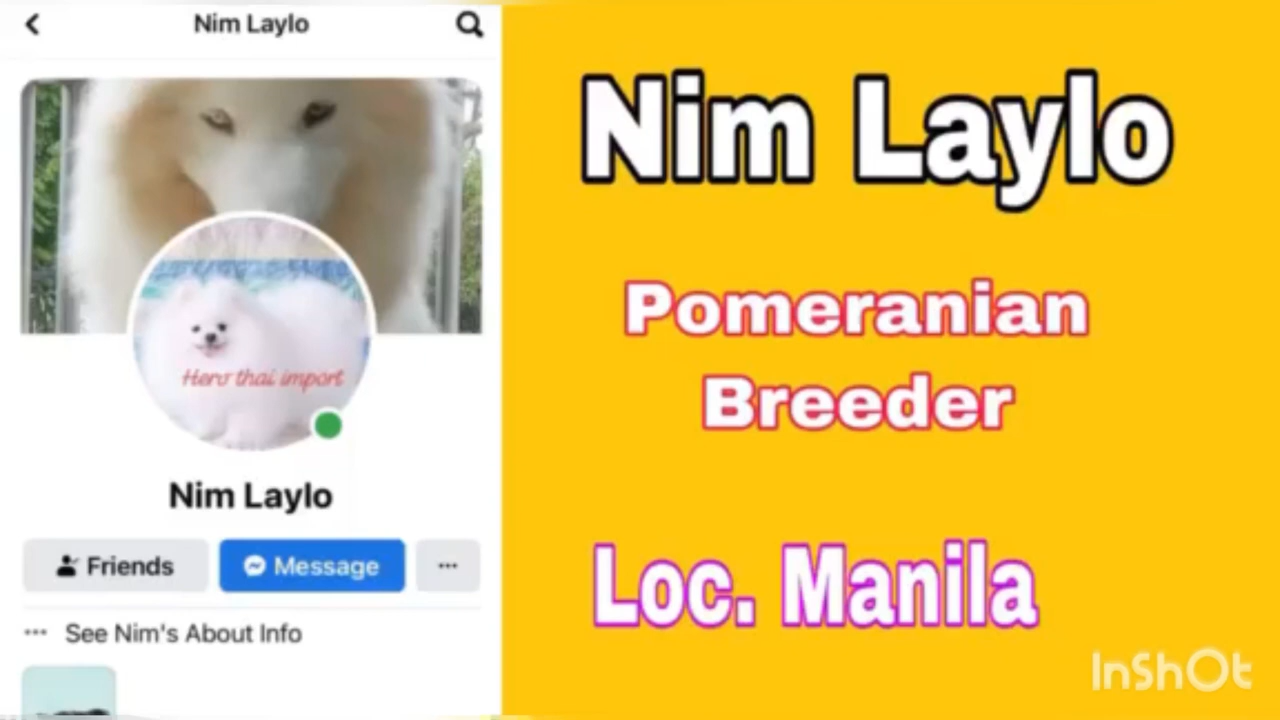 Nim Laylo
Hero thai import
Nim Laylo
Friends
Message
See Nim's About Info
Nim Laylo
Pomeranian
Breeder
Loc. Manila
InShOt